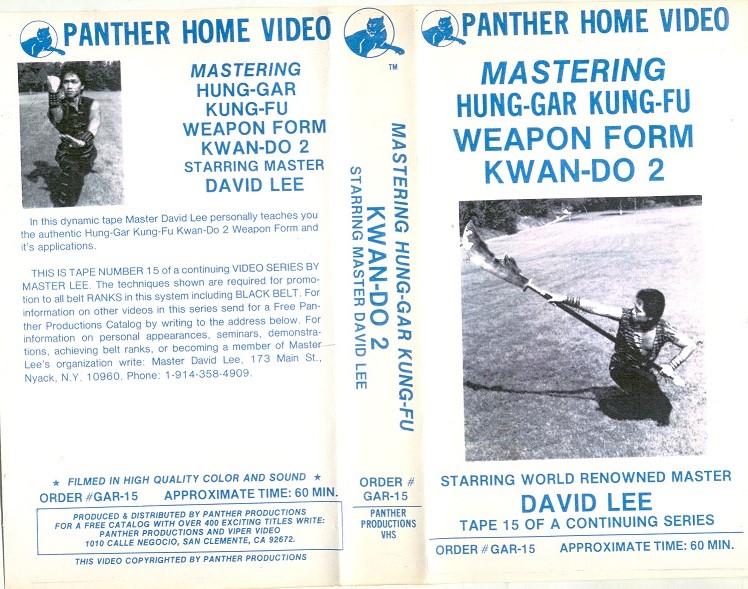 PANTHER HOME VIDEO
MASTERING
HUNG-GAR
KUNG-FU
WEAPON FORM
KWAN-DO 2
STARRING MASTER
DAVID LEE
In this dynamic tape Master David Lee personally teaches you
the authentic Hung-Gar Kung-Fu Kwan-Do 2 Weapon Form and
it's applications.
THIS IS TAPE NUMBER 15 of a continuing VIDEO SERIES BY
MASTER LEE. The techniques shown are required for promo-
tion to all belt RANKS in this system including BLACK BELT. For
information on other videos in this series send for a Free Pan-
ther Productions Catalog by writing to the address below. For
information on personal appearances, seminars, demonstra-
tions, achieving belt ranks, or becoming a member of Master
Lee's organization write: Master David Lee, 173 Main St.,
Nyack, N.Y. 10960. Phone: 1-914-358-4909.
★ FILMED IN HIGH QUALITY COLOR AND SOUND ★
ORDER #GAR-15 APPROXIMATE TIME: 60 MIN.
PRODUCED & DISTRIBUTED BY PANTHER PRODUCTIONS
FOR A FREE CATALOG WITH OVER 400 EXCITING TITLES WRITE:
PANTHER PRODUCTIONS AND VIPER VIDEO
1010 CALLE NEGOCIO, SAN CLEMENTE, CA 92672.
THIS VIDEO COPYRIGHTED BY PANTHER PRODUCTIONS
TM
MASTERING HUNG-GAR KUNG-FU
KWAN-DO 2
STARRING MASTER DAVID LEE
ORDER #
GAR-15
PANTHER
PRODUCTIONS
VHS
PANTHER HOME VIDEO
MASTERING
HUNG-GAR KUNG-FU
WEAPON FORM
KWAN-DO 2
STARRING WORLD RENOWNED MASTER
DAVID LEE
TAPE 15 OF A CONTINUING SERIES
ORDER #GAR-15 APPROXIMATE TIME: 60 MIN.